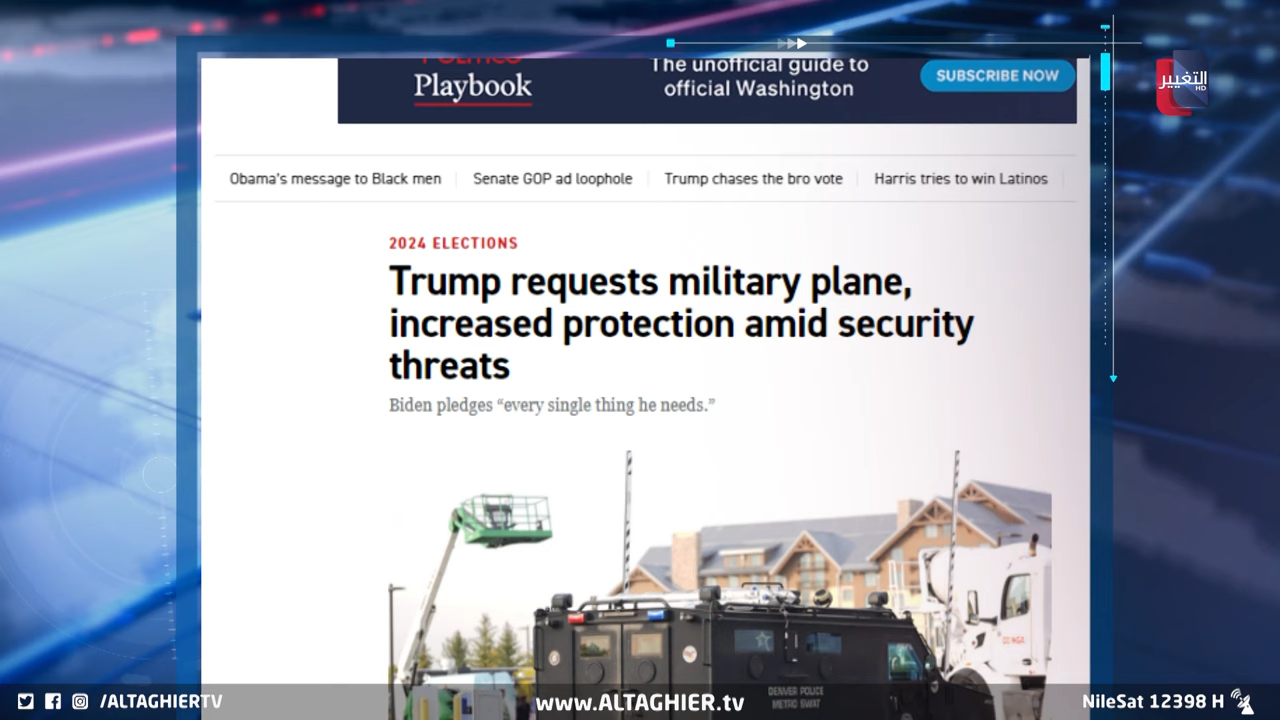 POLITICO
Playbook
The unofficial guide to
official Washington
SUBSCRIBE NOW
التغيير
HD
Obama's message to Black men
Senate GOP ad loophole
Trump chases the bro vote
Harris tries to win Latinos
2024 ELECTIONS
Trump requests military plane,
increased protection amid security
threats
Biden pledges “every single thing he needs.”
DENVER POLICE
METRO SWAT
/ALTAGHIERTV
www.ALTAGHIER.tv
NileSat 12398 H